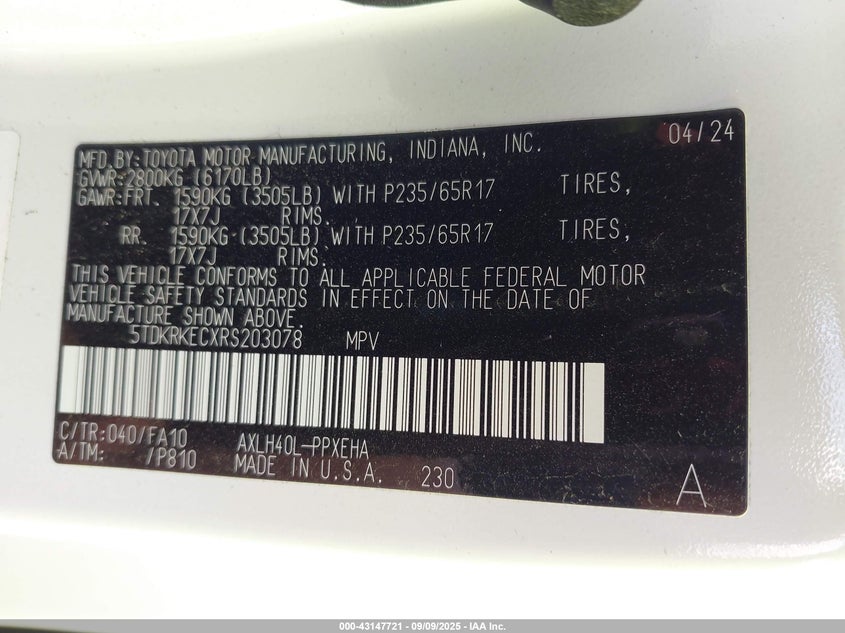 MFD.BY:TOYOTA MOTOR MANUFACTURING, INDIANA, INC. 04/24
GVWR:2800KG (6170LB)
GAWR:FRT. 1590KG (3505LB) WITH P235/65R17 TIRES,
17X7J RIMS.
RR. 1590KG (3505LB) WITH P235/65R17 TIRES,
17X7J RIMS.
THIS VEHICLE CONFORMS TO ALL APPLICABLE FEDERAL MOTOR
VEHICLE SAFETY STANDARDS IN EFFECT ON THE DATE OF
MANUFACTURE SHOWN ABOVE.
5TDKRKECXRS203078 MPV
C/TR:040/FA10 AXLH40L-PPXEHA
A/TM: /P810 MADE IN U.S.A. 230 A
000-43147721 - 09/09/2025 - IAA Inc.